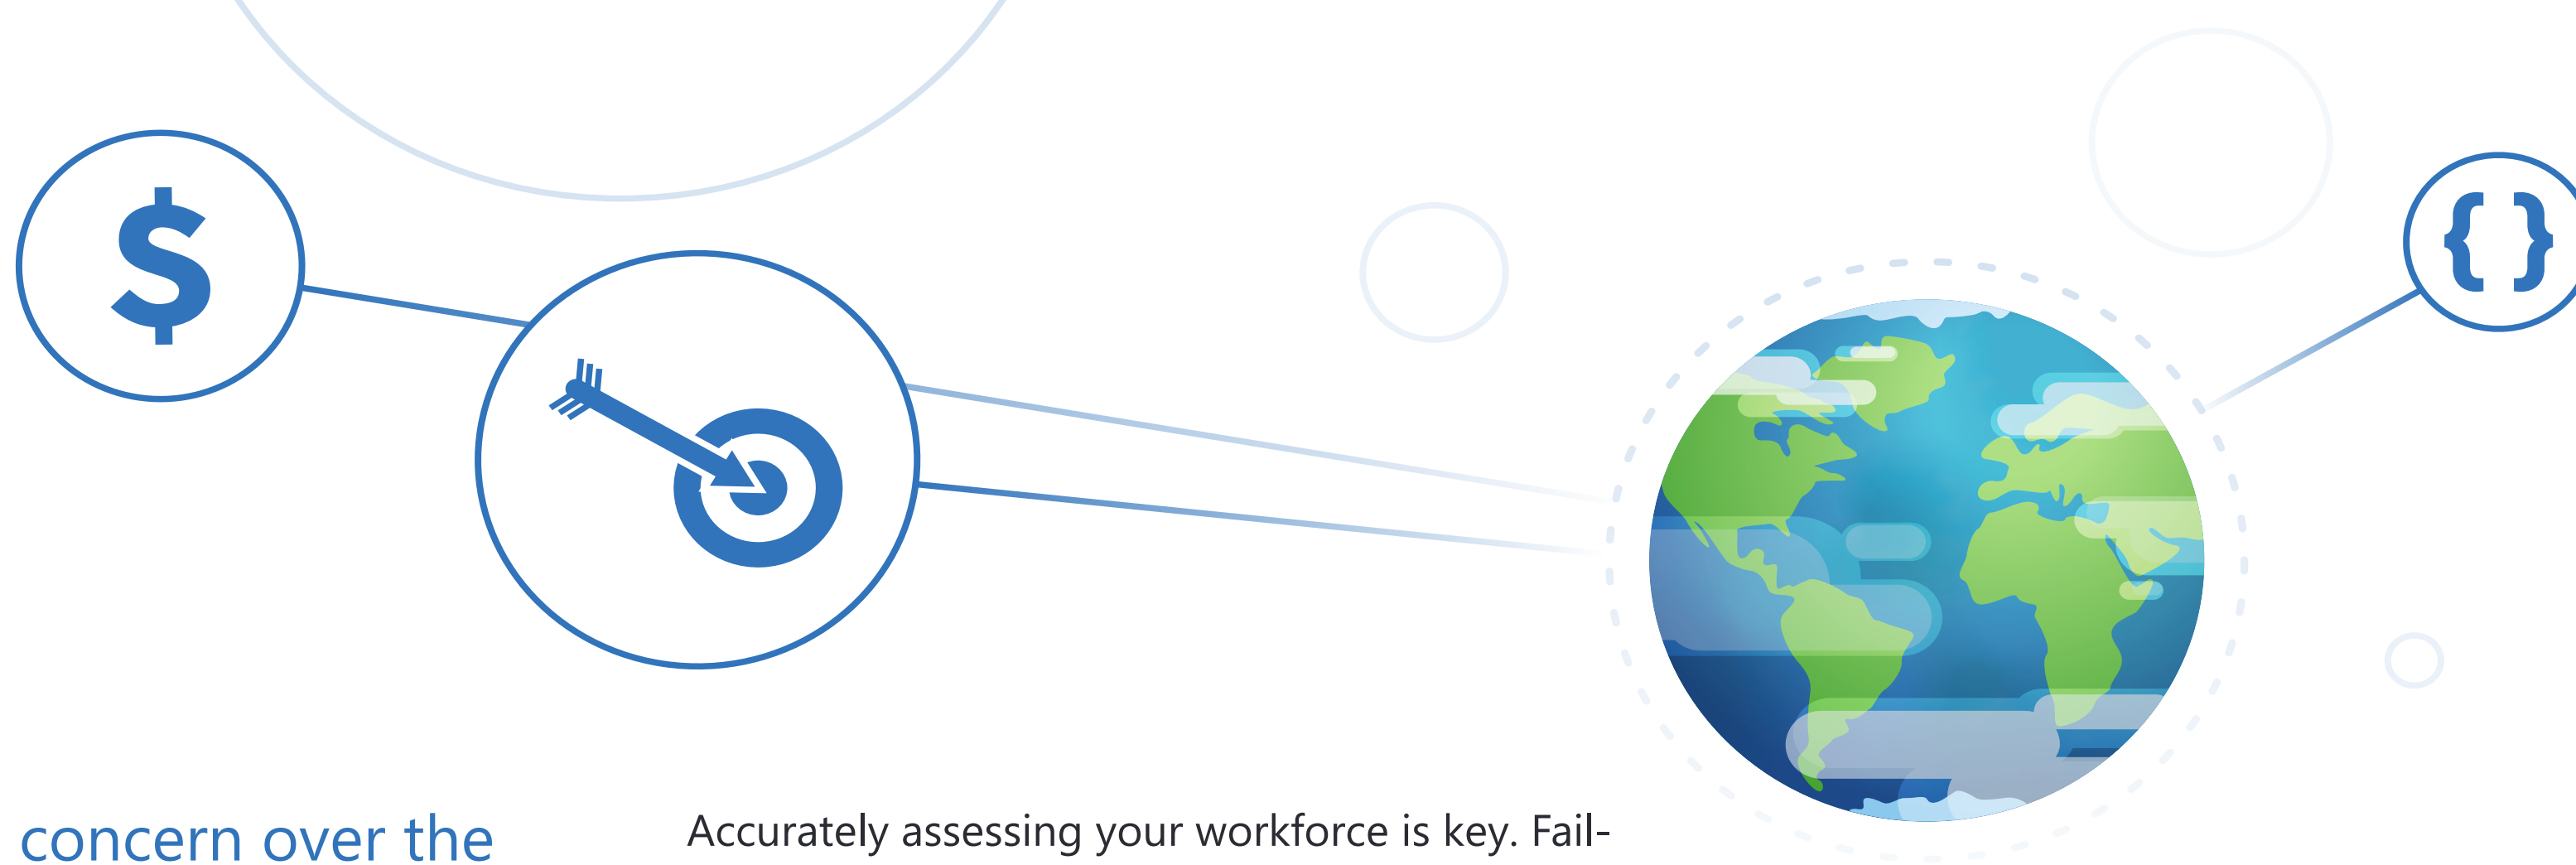 $
{ }
concern over the
Accurately assessing your workforce is key. Fail-